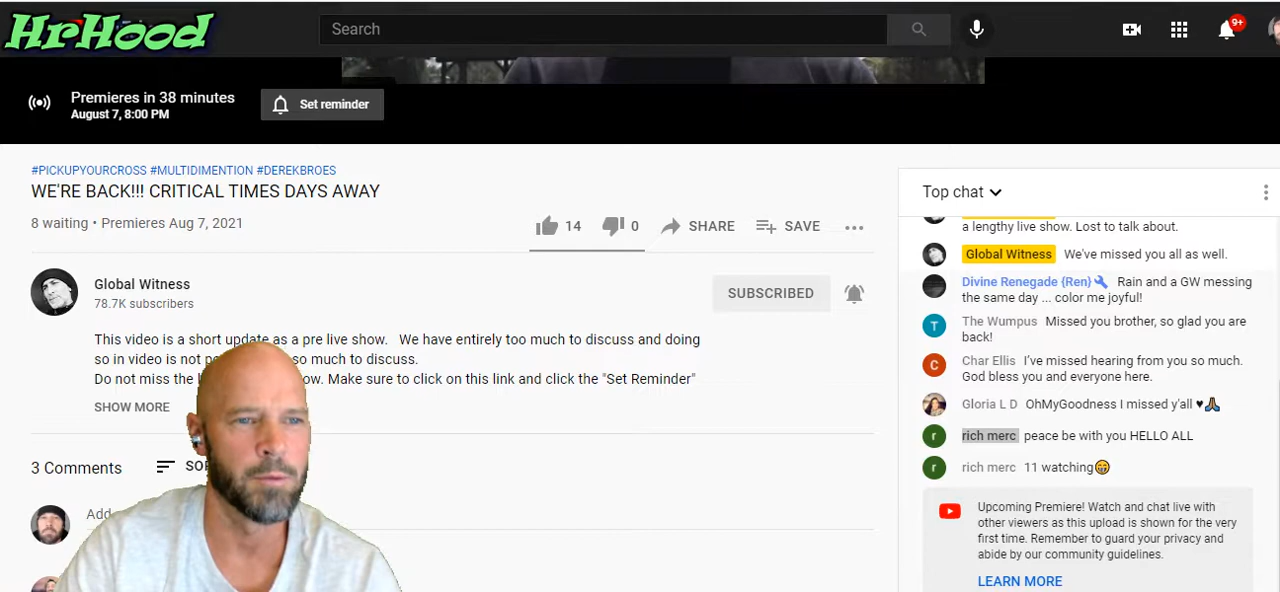 HrHood
Search
9+
Premieres in 38 minutes
August 7, 8:00 PM
Set reminder
#PICKUPYOURCROSS #MULTIDIMENTION #DEREKBROES
WE'RE BACK!!! CRITICAL TIMES DAYS AWAY
8 waiting • Premieres Aug 7, 2021
14
0
SHARE
SAVE
Global Witness
78.7K subscribers
SUBSCRIBED
This video is a short update as a pre live show. We have entirely too much to discuss and doing
so in video is not so much to discuss.
Do not miss the ow. Make sure to click on this link and click the "Set Reminder"
SHOW MORE
3 Comments
SO
Add
Top chat
a lengthy live show. Lost to talk about.
Global Witness We've missed you all as well.
Divine Renegade {Ren} Rain and a GW messing
the same day ... color me joyful!
T
The Wumpus Missed you brother, so glad you are
back!
C
Char Ellis I've missed hearing from you so much.
God bless you and everyone here.
Gloria L D OhMyGoodness I missed y'all ♥🙏
r
rich merc peace be with you HELLO ALL
r
rich merc 11 watching😁
Upcoming Premiere! Watch and chat live with
other viewers as this upload is shown for the very
first time. Remember to guard your privacy and
abide by our community guidelines.
LEARN MORE